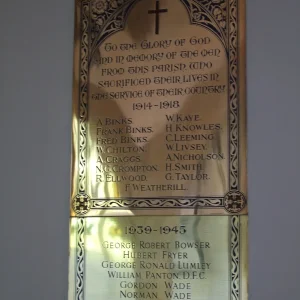 To the Glory of God
and in memory of the men
from this parish who
sacrificed their lives in
the service of their country
1914-1918.
A. Binks. W. Kaye.
Frank Binks. H. Knowles.
Fred Binks. C. Leeming.
W. Chilton. W. Livsey.
A. Craggs. A. Nicholson.
N. Crompton. H. Smith.
R. Ellwood. G. Taylor.
F. Weatherill.
1939-1945
George Robert Bowser
Hubert Fryer
George Ronald Lumley
William Panton D.F.C.
Gordon Wade
Norman Wade